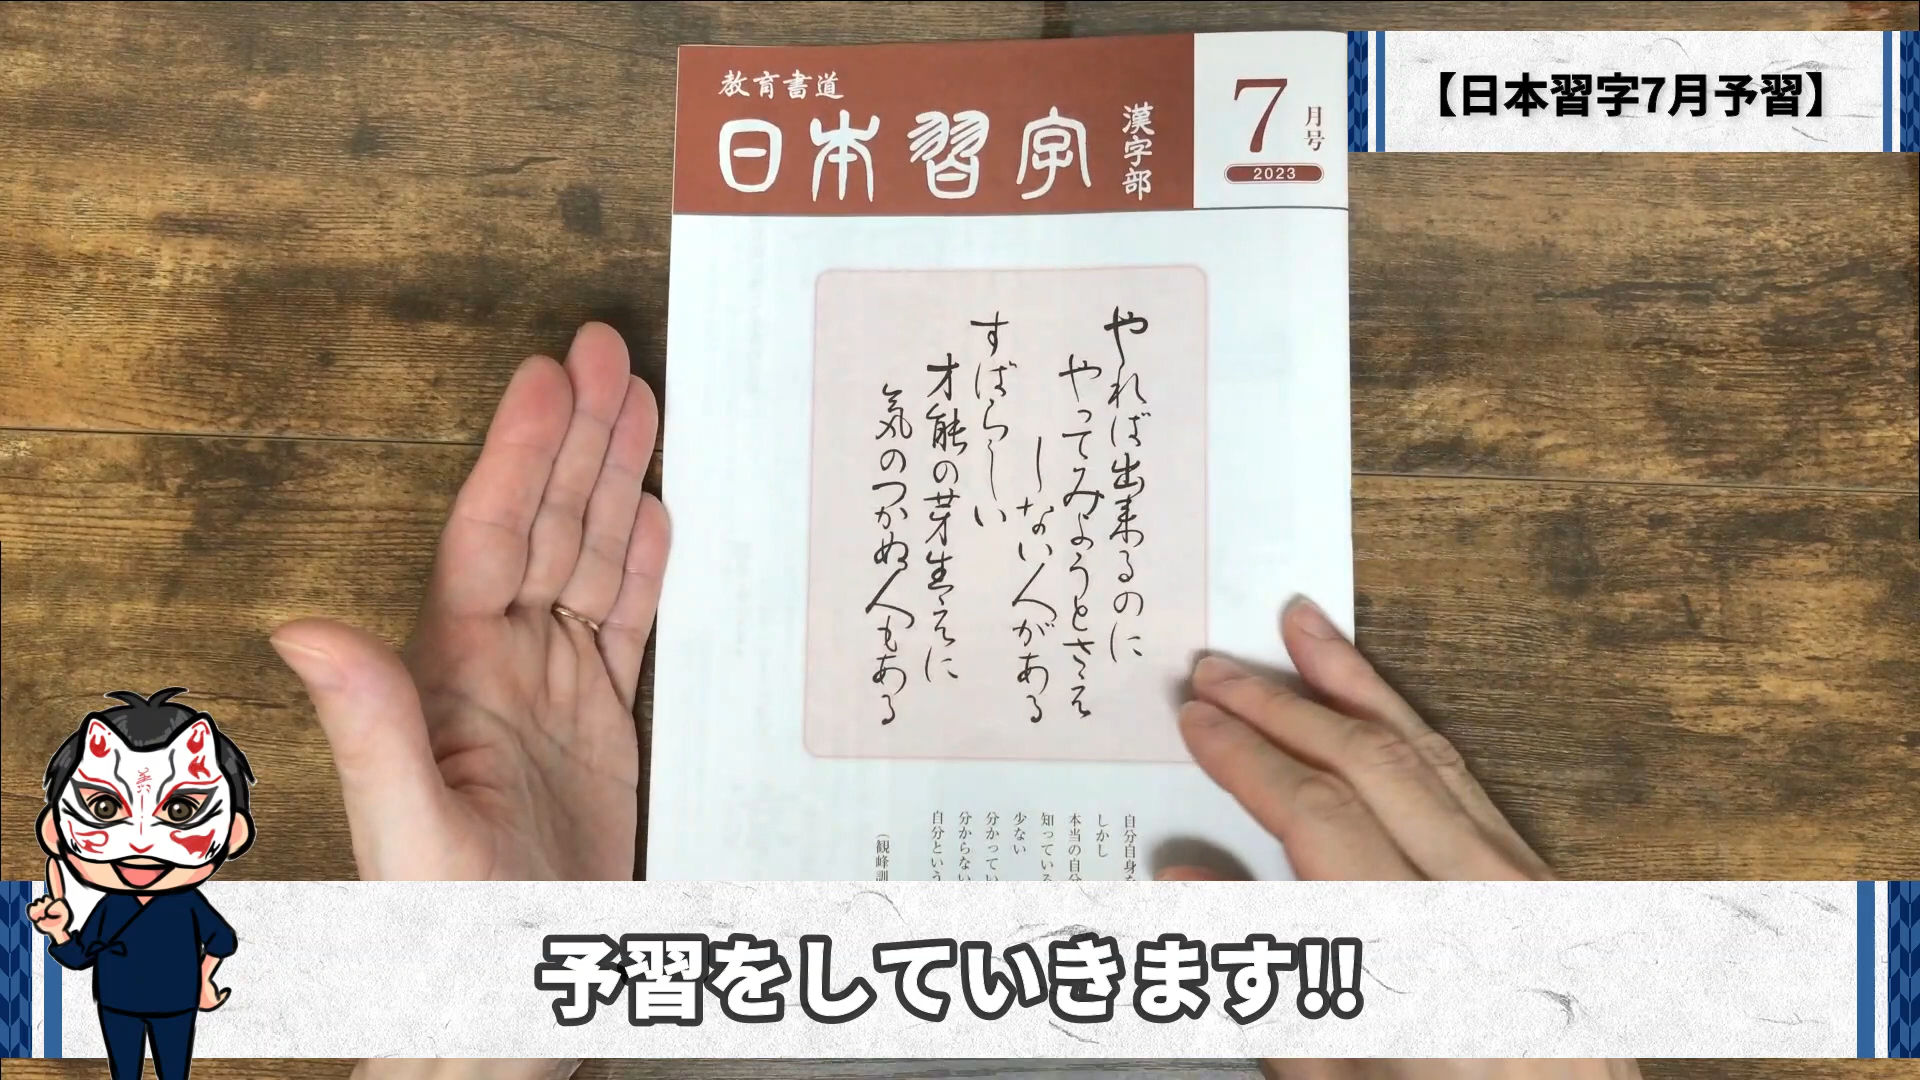 教育書道
日本習字
漢字部
7
月号
2023
【日本習字7月予習】
やれば出来るのに
やってみようとさえ
しない人がある
すばらしい
才能の芽生えに
気のつかぬ人もある
自分自身を
しかし
本当の自分
知っている
少ない
分かってい
分からない
自分という
(観峰訓
予習をしていきます!!